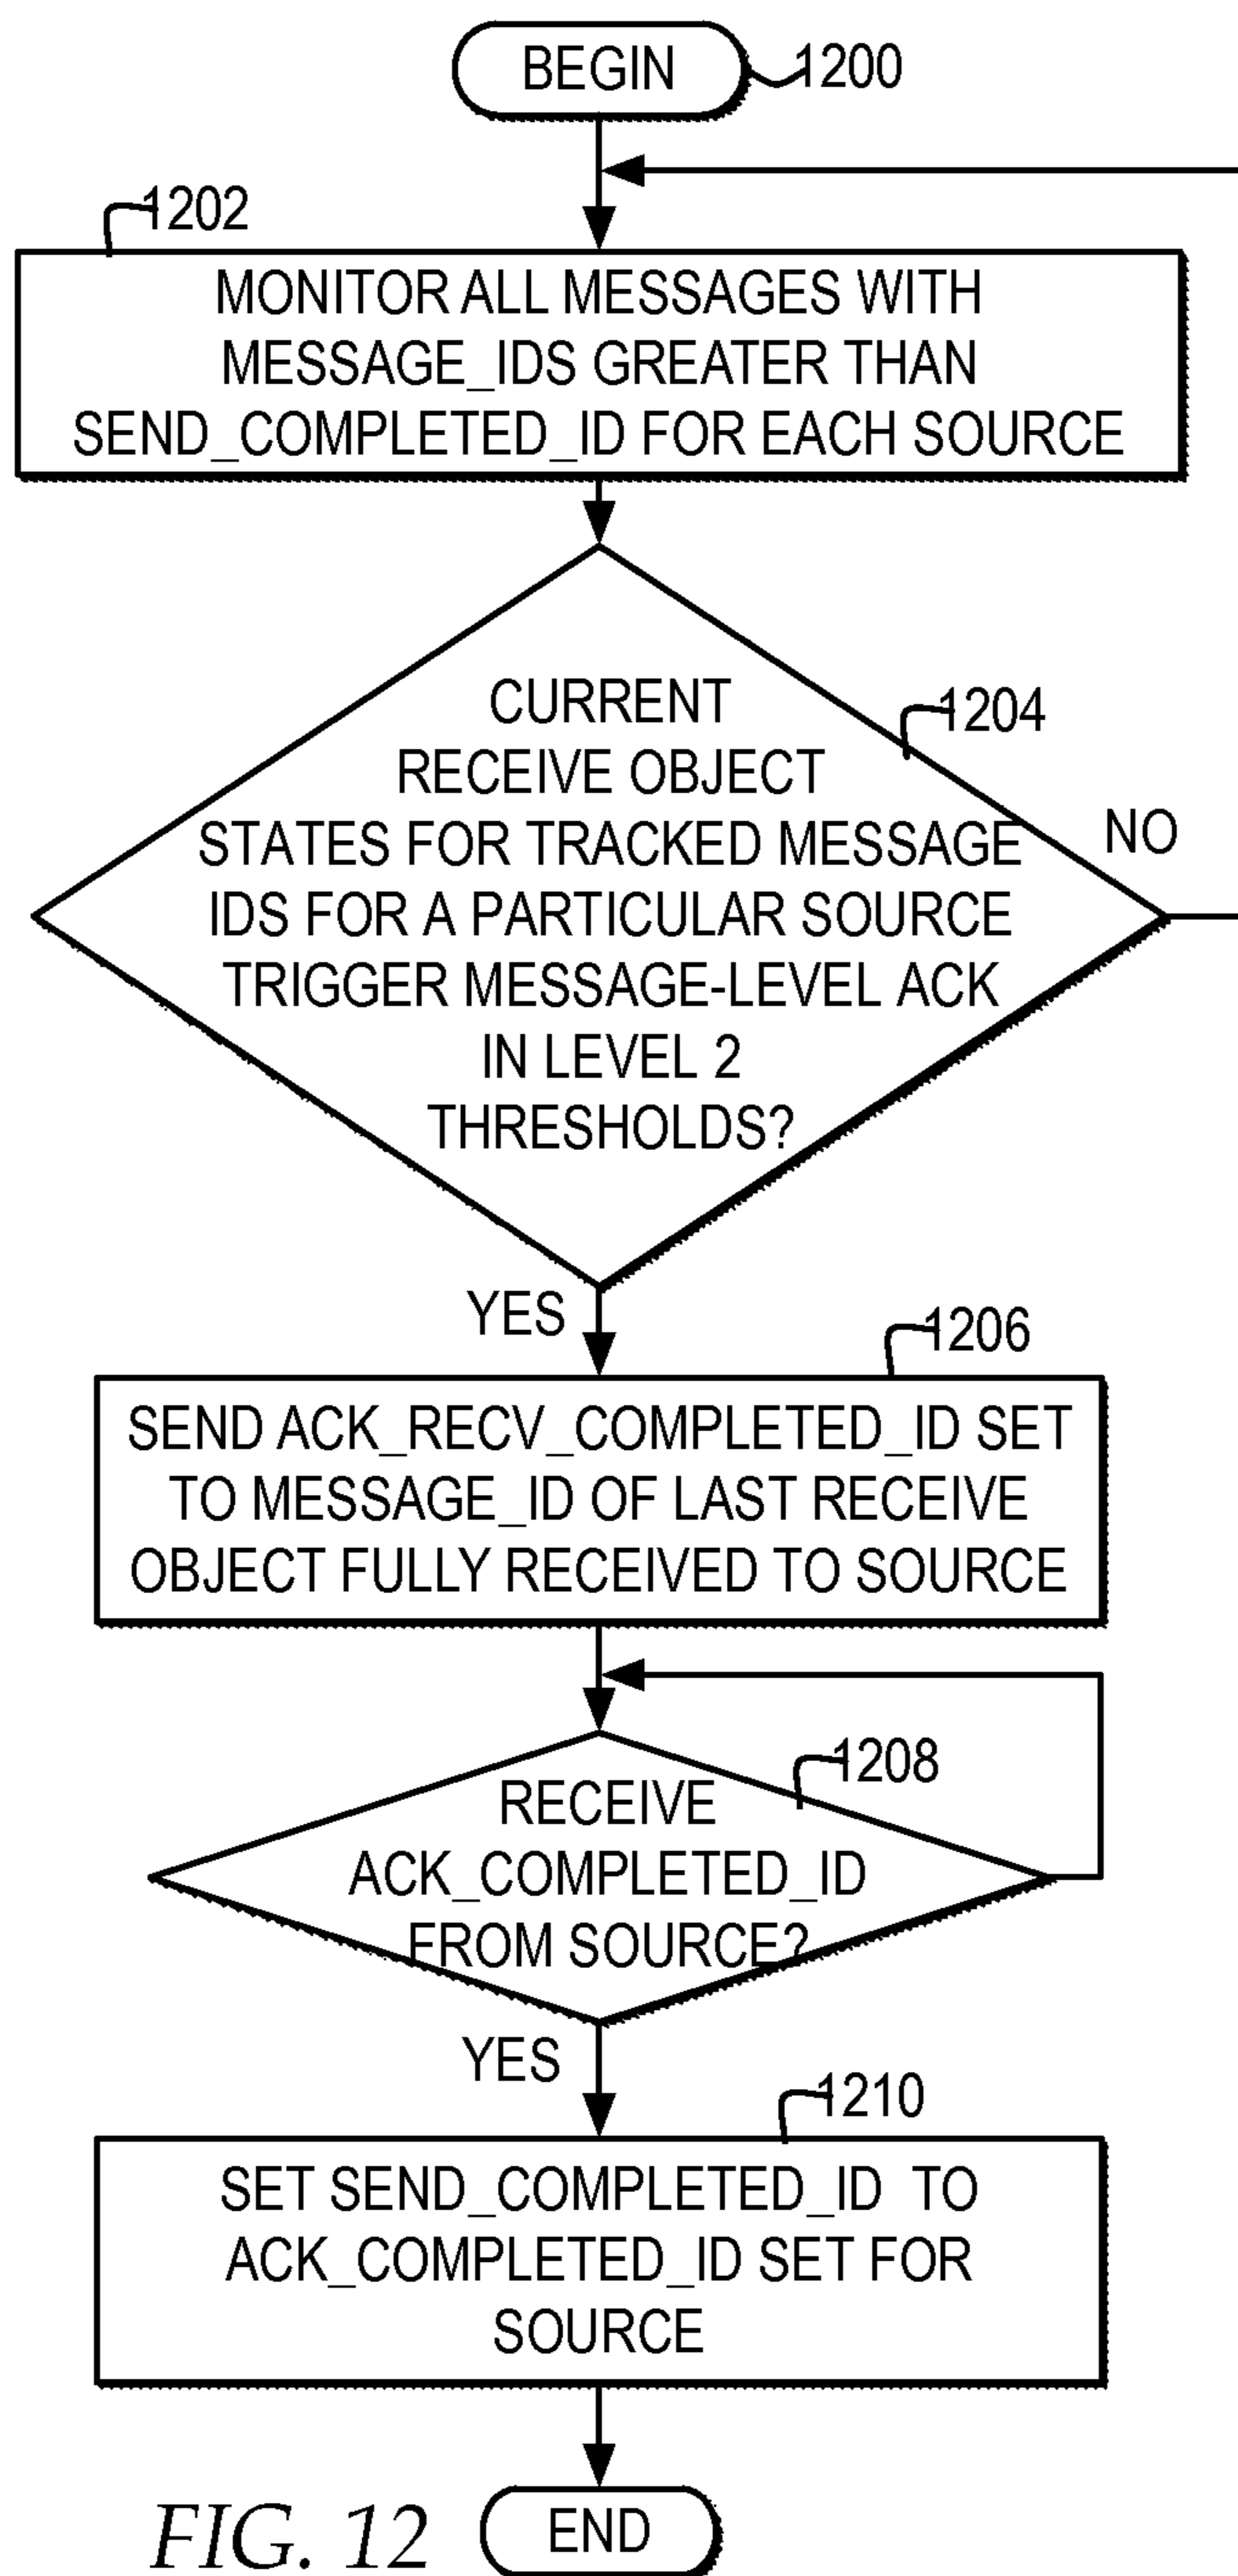 BEGIN
1200
1202
MONITOR ALL MESSAGES WITH
MESSAGE_IDS GREATER THAN
SEND_COMPLETED_ID FOR EACH SOURCE
1204
CURRENT
RECEIVE OBJECT
STATES FOR TRACKED MESSAGE
IDS FOR A PARTICULAR SOURCE
TRIGGER MESSAGE-LEVEL ACK
IN LEVEL 2
THRESHOLDS?
NO
YES
1206
SEND ACK_RECV_COMPLETED_ID SET
TO MESSAGE_ID OF LAST RECEIVE
OBJECT FULLY RECEIVED TO SOURCE
1208
RECEIVE
ACK_COMPLETED_ID
FROM SOURCE?
YES
1210
SET SEND_COMPLETED_ID TO
ACK_COMPLETED_ID SET FOR
SOURCE
FIG. 12
END